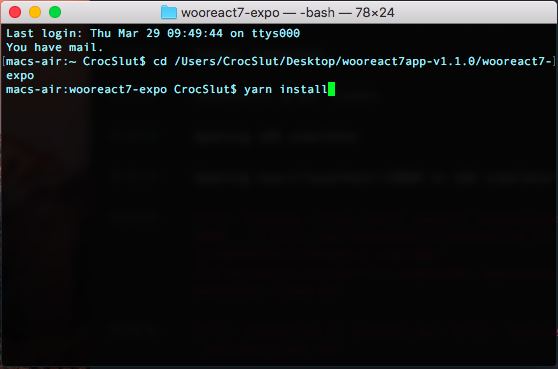 wooreact7-expo — -bash — 78×24
Last login: Thu Mar 29 09:49:44 on ttys000
You have mail.
[macs-air:~ CrocSlut$ cd /Users/CrocSlut/Desktop/wooreact7app-v1.1.0/wooreact7-]
expo
macs-air:wooreact7-expo CrocSlut$ yarn install